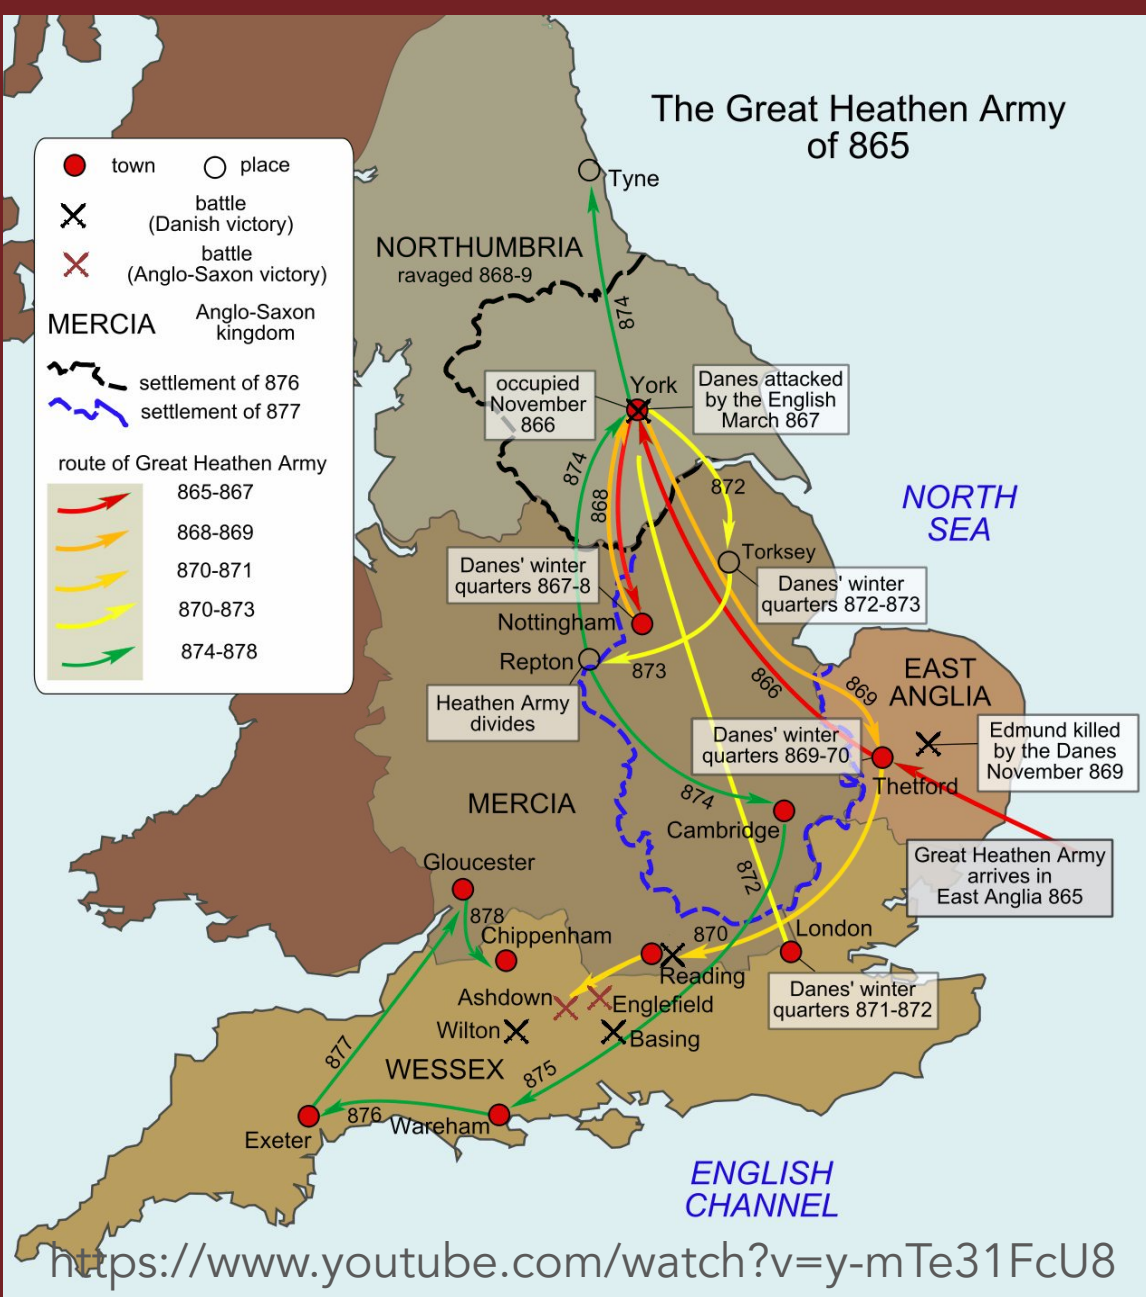 The Great Heathen Army
of 865
town
place
battle
(Danish victory)
battle
(Anglo-Saxon victory)
MERCIA
Anglo-Saxon
kingdom
settlement of 876
settlement of 877
route of Great Heathen Army
865-867
868-869
870-871
870-873
874-878
Tyne
NORTHUMBRIA
ravaged 868-9
874
occupied
November
866
York
Danes attacked
by the English
March 867
874
868
872
NORTH
SEA
Torksey
Danes' winter
quarters 867-8
Danes' winter
quarters 872-873
Nottingham
Repton
873
866
869
EAST
ANGLIA
Heathen Army
divides
Danes' winter
quarters 869-70
Edmund killed
by the Danes
November 869
Thetford
MERCIA
874
Cambridge
Great Heathen Army
arrives in
East Anglia 865
Gloucester
872
878
Chippenham
870
London
Reading
Ashdown
Englefield
Danes' winter
quarters 871-872
Wilton
Basing
877
WESSEX
875
876
Wareham
Exeter
ENGLISH
CHANNEL
https://www.youtube.com/watch?v=y-mTe31FcU8